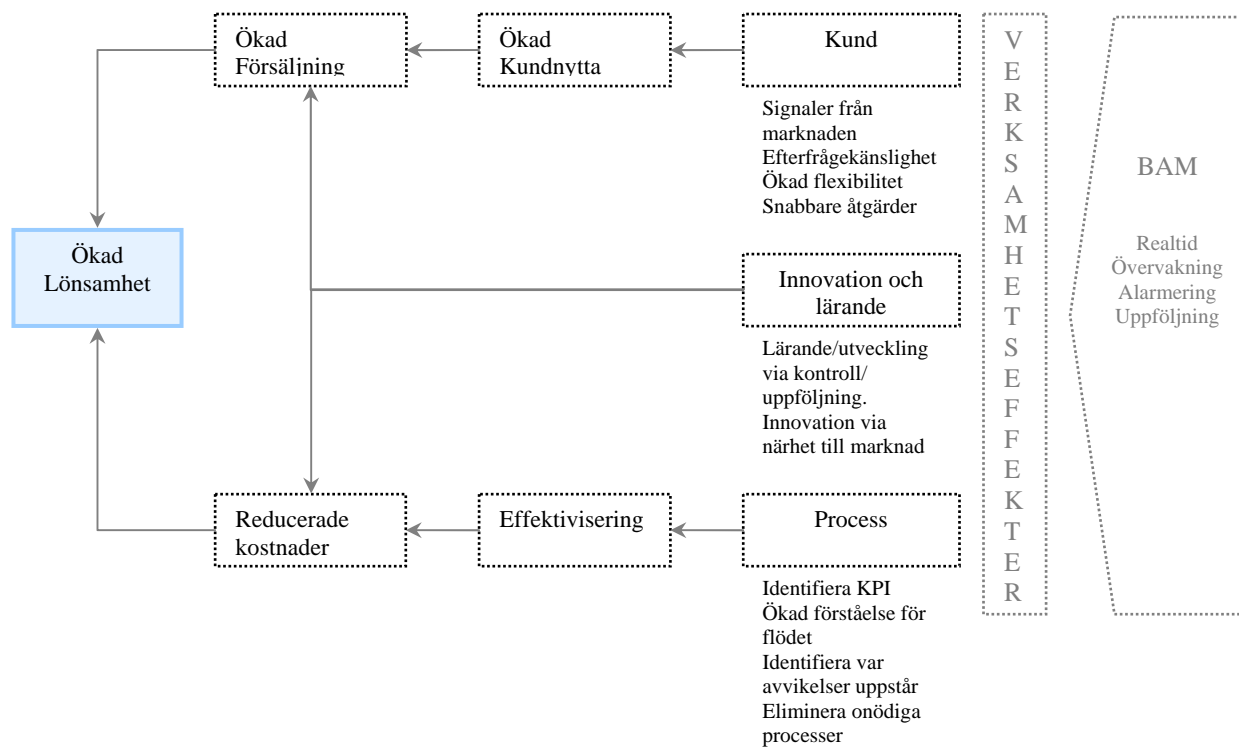 Ökad
Försäljning
Ökad
Kundnytta
Kund
Signaler från
marknaden
Efterfrågekänslighet
Ökad flexibilitet
Snabbare åtgärder
Ökad
Lönsamhet
Innovation och
lärande
Lärande/utveckling
via kontroll/
uppföljning.
Innovation via
närhet till marknad
Reducerade
kostnader
Effektivisering
Process
Identifiera KPI
Ökad förståelse för
flödet
Identifiera var
avvikelser uppstår
Eliminera onödiga
processer
V
E
R
K
S
A
M
H
E
T
S
E
F
F
E
K
T
E
R
BAM
Realtid
Övervakning
Alarmering
Uppföljning